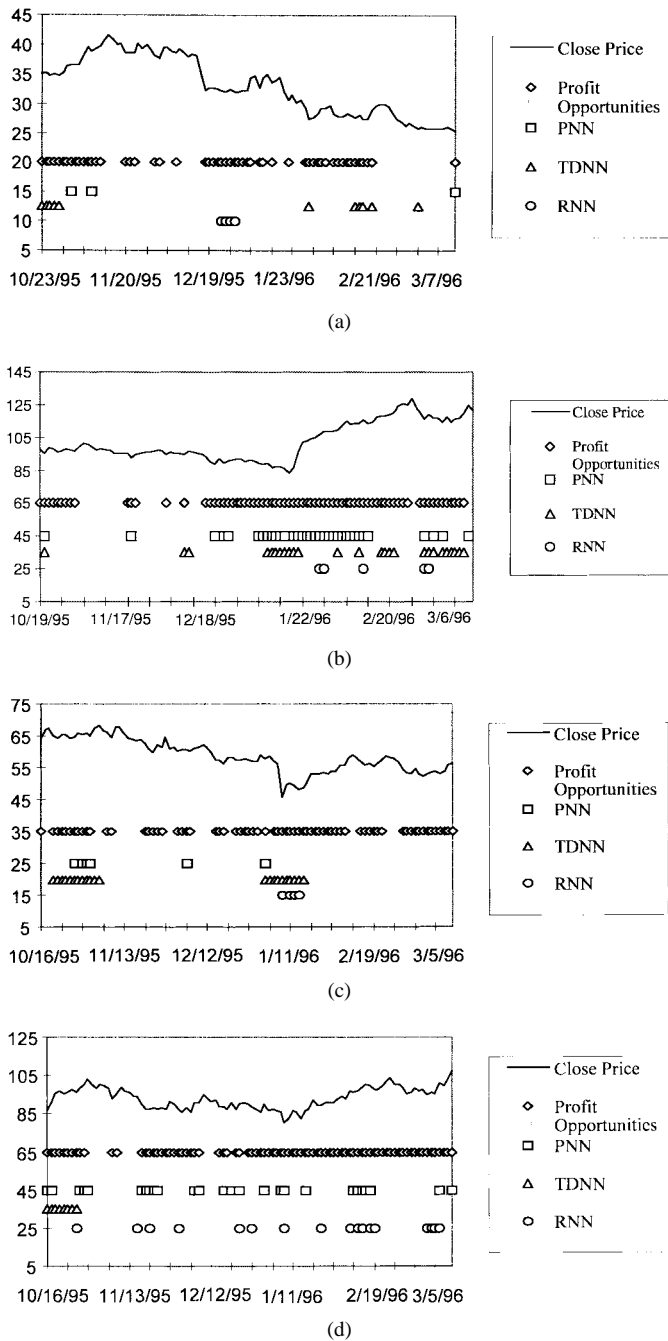 45
40
35
30
25
20
15
10
5
10/23/95 11/20/95 12/19/95 1/23/96 2/21/96 3/7/96
Close Price
Profit
Opportunities
PNN
TDNN
RNN
(a)
145
125
105
85
65
45
25
5
10/19/95 11/17/95 12/18/95 1/22/96 2/20/96 3/6/96
Close Price
Profit
Opportunities
PNN
TDNN
RNN
(b)
75
65
55
45
35
25
15
5
10/16/95 11/13/95 12/12/95 1/11/96 2/19/96 3/5/96
Close Price
Profit
Opportunities
PNN
TDNN
RNN
(c)
125
105
85
65
45
25
5
10/16/95 11/13/95 12/12/95 1/11/96 2/19/96 3/5/96
Close Price
Profit
Opportunities
PNN
TDNN
RNN
(d)